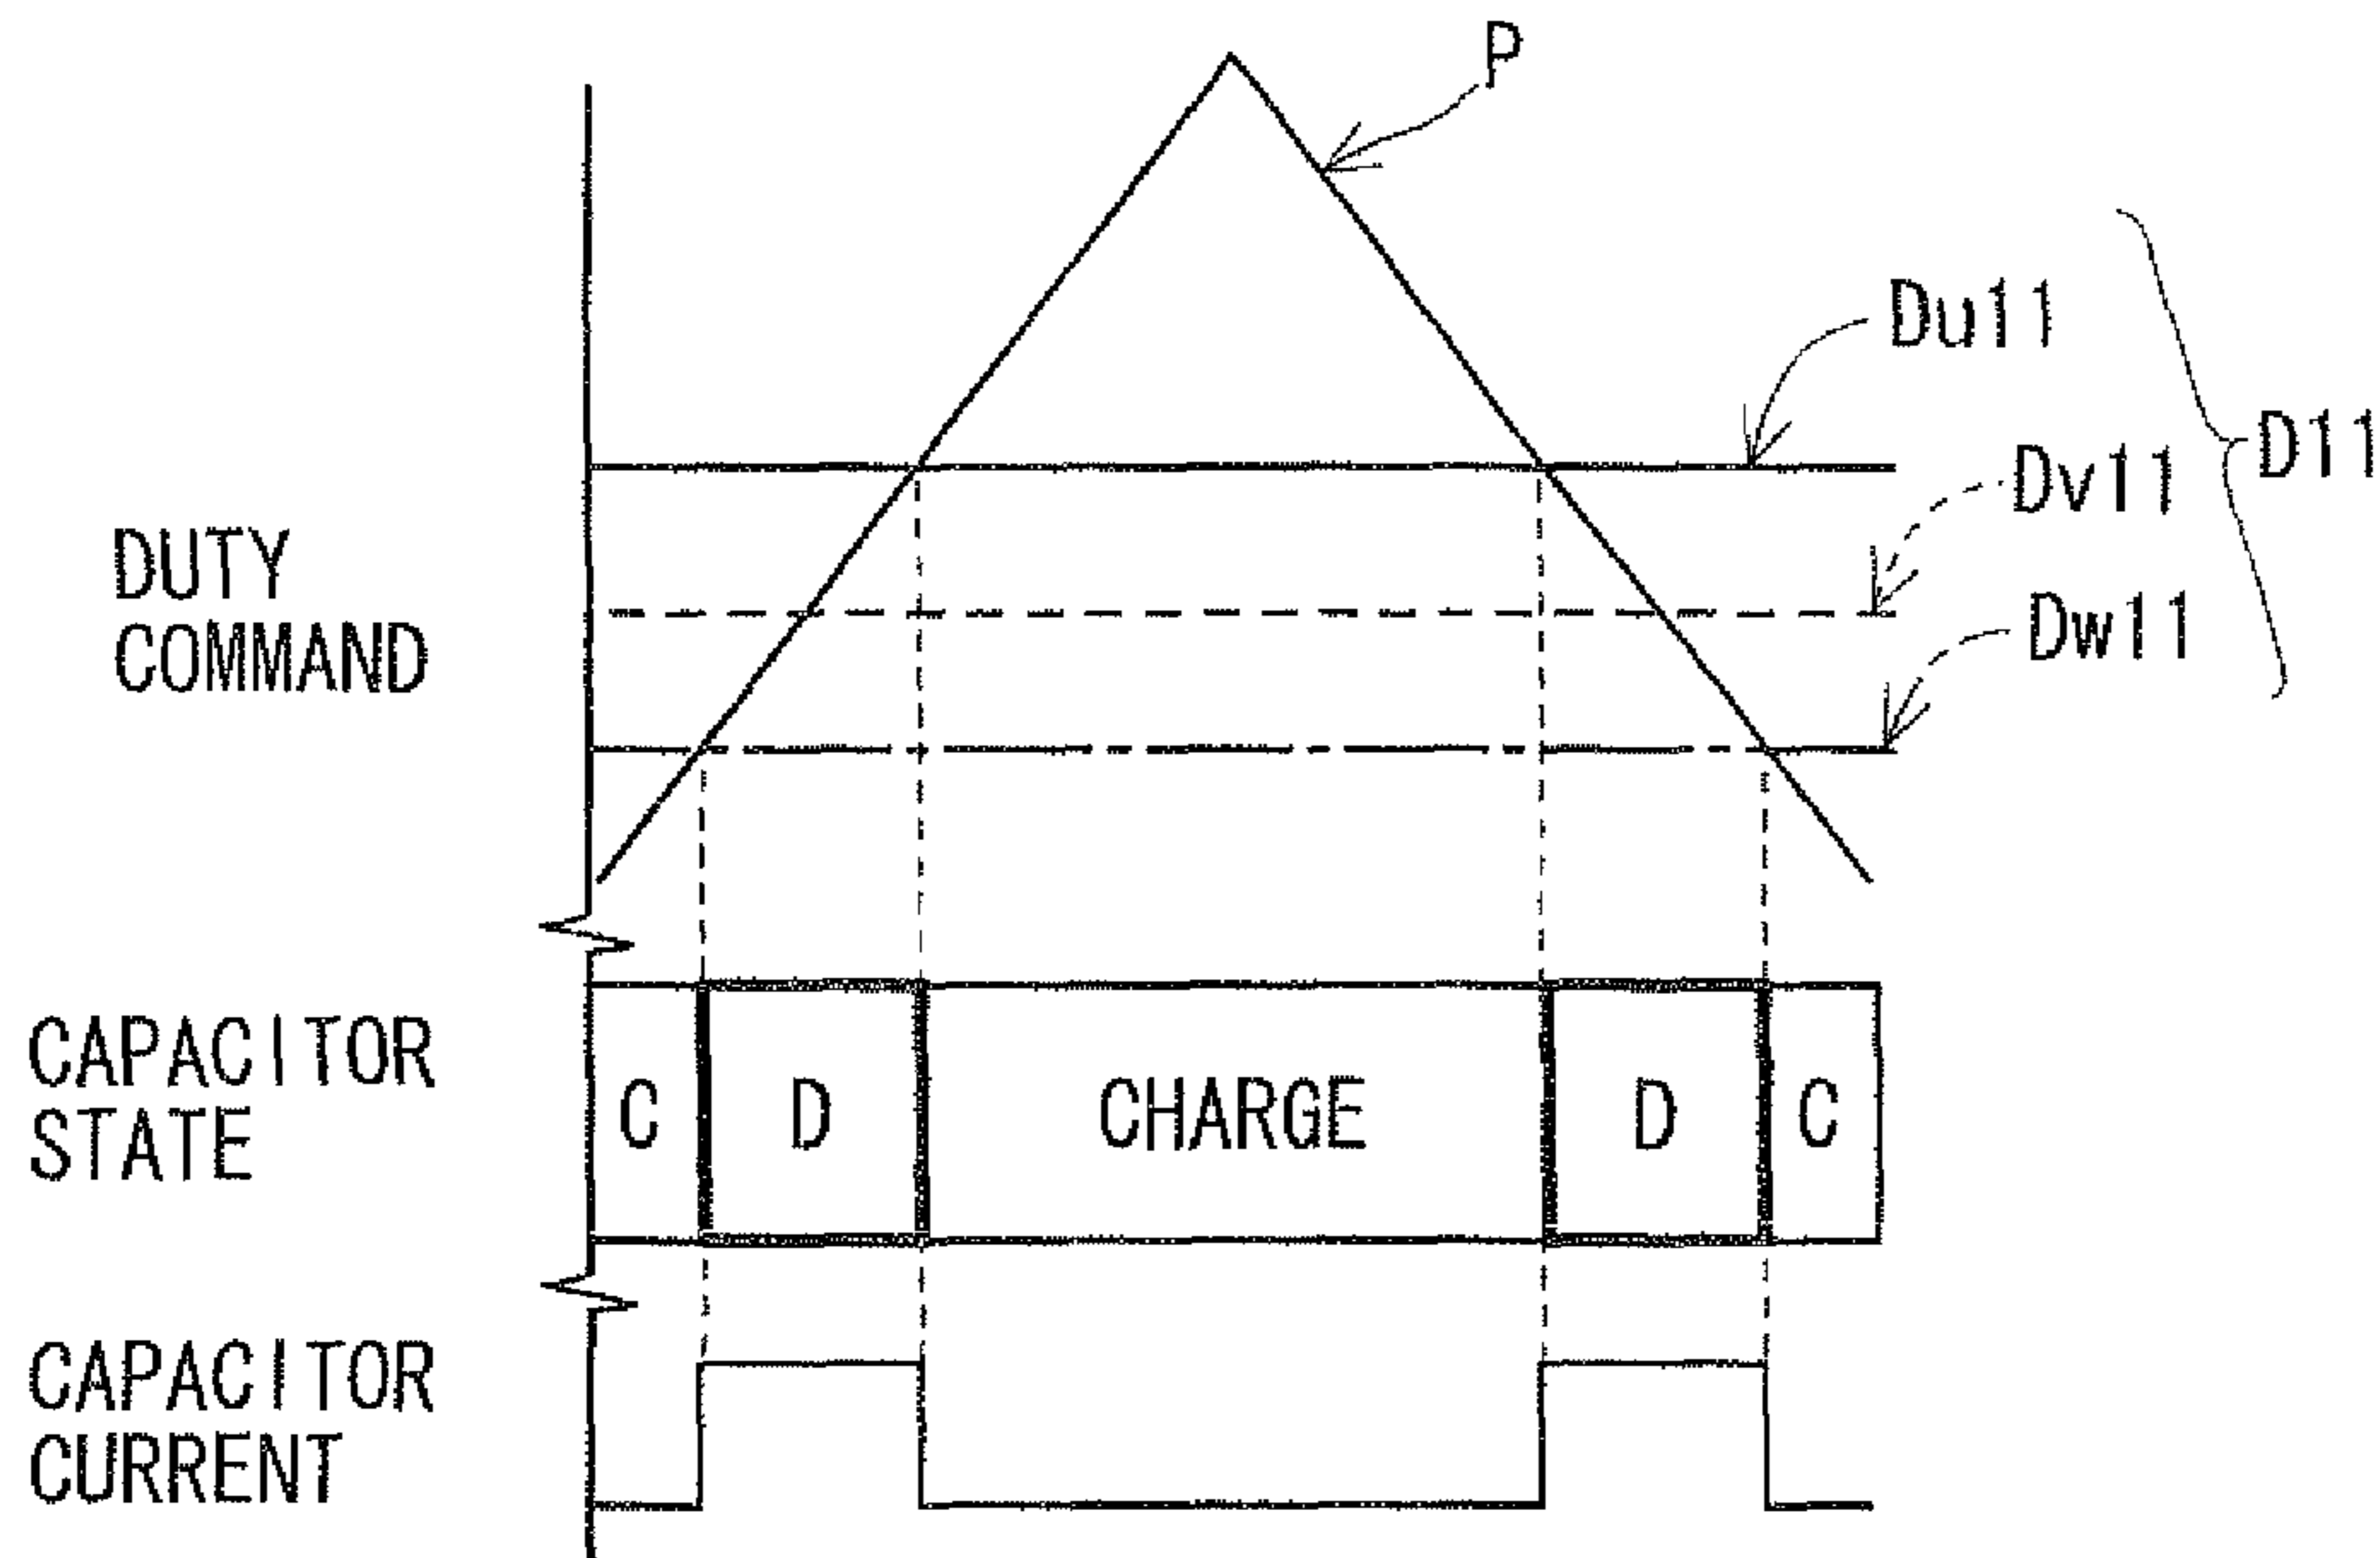 P
Du11
Dv11
D11
Dw11
DUTY
COMMAND
CAPACITOR
STATE
C
D
CHARGE
D
C
CAPACITOR
CURRENT